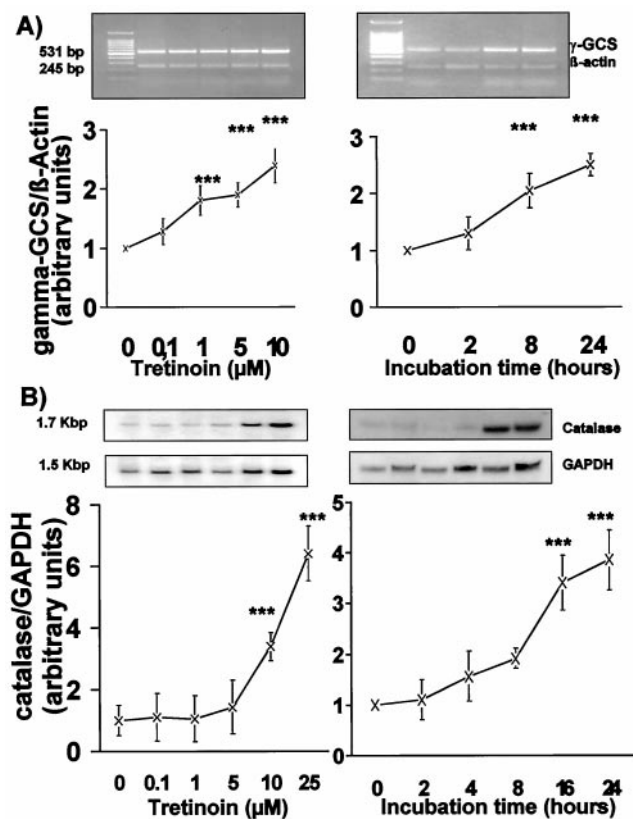 A)
531 bp
245 bp
γ-GCS
ß-actin
gamma-GCS/ß-Actin
(arbitrary units)
3
2
1
0
***
***
***
0 0,1 1 5 10
Tretinoin (µM)
3
2
1
0
***
***
0 2 8 24
Incubation time (hours)
B)
1.7 Kbp
1.5 Kbp
Catalase
GAPDH
catalase/GAPDH
(arbitrary units)
8
6
4
2
0
***
***
0 0.1 1 5 10 25
Tretinoin (µM)
5
4
3
2
1
0
***
***
0 2 4 8 16 24
Incubation time (hours)